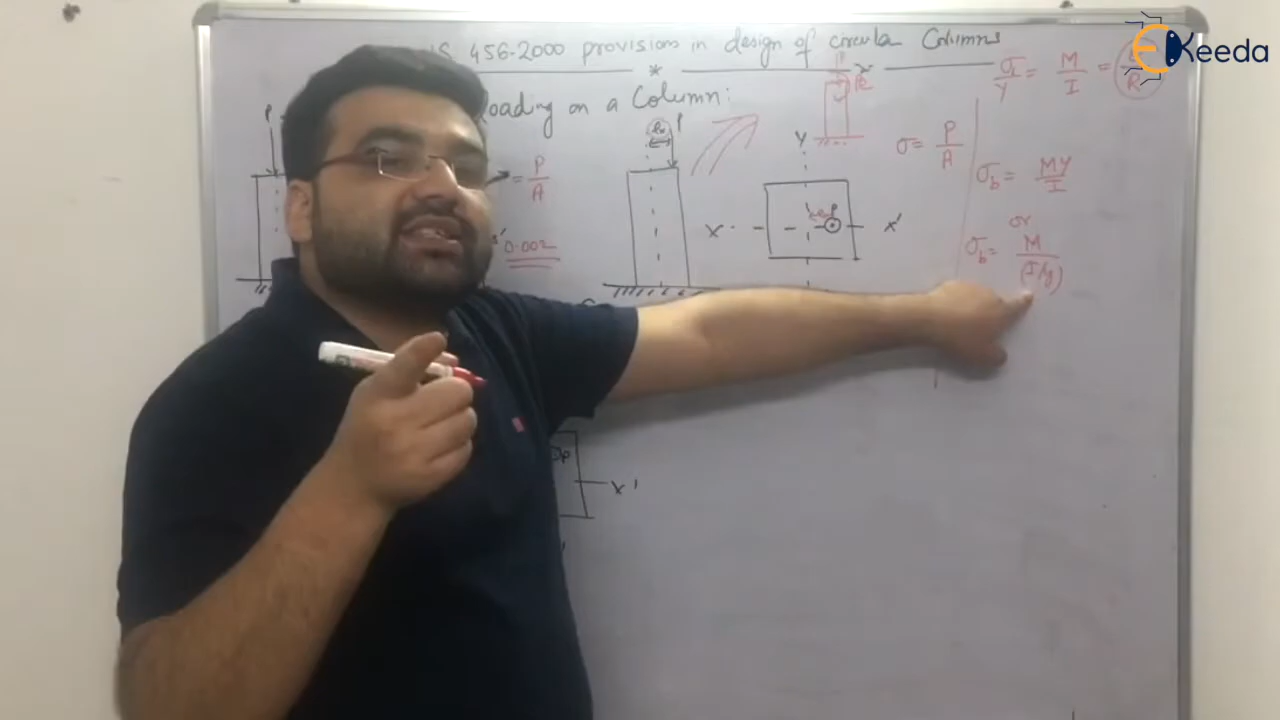 IS 456-2000 provisions in design of circular Columns
loading on a Column:
P
= P/A
0.002
P
Y
X
X'
P
σ = P/A
M/I =
σb = MY/I
or
σb = M/(I/y)
P
X'
EKeeda